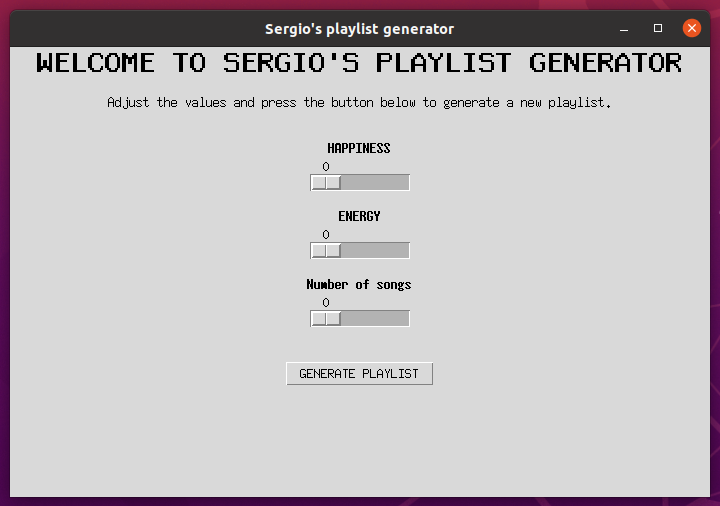 Sergio's playlist generator
WELCOME TO SERGIO'S PLAYLIST GENERATOR
Adjust the values and press the button below to generate a new playlist.
HAPPINESS
0
ENERGY
0
Number of songs
0
GENERATE PLAYLIST